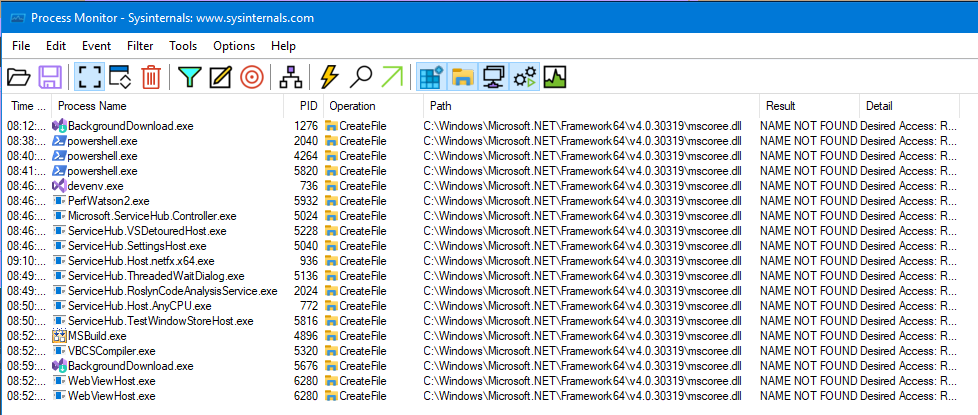 Process Monitor - Sysinternals: www.sysinternals.com
File Edit Event Filter Tools Options Help
Time ... Process Name PID Operation Path Result Detail
08:12:... BackgroundDownload.exe 1276 CreateFile C:\Windows\Microsoft.NET\Framework64\v4.0.30319\mscoree.dll NAME NOT FOUND Desired Access: R...
08:38:... powershell.exe 2040 CreateFile C:\Windows\Microsoft.NET\Framework64\v4.0.30319\mscoree.dll NAME NOT FOUND Desired Access: R...
08:40:... powershell.exe 4264 CreateFile C:\Windows\Microsoft.NET\Framework64\v4.0.30319\mscoree.dll NAME NOT FOUND Desired Access: R...
08:41:... powershell.exe 5820 CreateFile C:\Windows\Microsoft.NET\Framework64\v4.0.30319\mscoree.dll NAME NOT FOUND Desired Access: R...
08:46:... devenv.exe 736 CreateFile C:\Windows\Microsoft.NET\Framework64\v4.0.30319\mscoree.dll NAME NOT FOUND Desired Access: R...
08:46:... PerfWatson2.exe 5932 CreateFile C:\Windows\Microsoft.NET\Framework64\v4.0.30319\mscoree.dll NAME NOT FOUND Desired Access: R...
08:46:... Microsoft.ServiceHub.Controller.exe 5024 CreateFile C:\Windows\Microsoft.NET\Framework64\v4.0.30319\mscoree.dll NAME NOT FOUND Desired Access: R...
08:46:... ServiceHub.VSDetouredHost.exe 5228 CreateFile C:\Windows\Microsoft.NET\Framework64\v4.0.30319\mscoree.dll NAME NOT FOUND Desired Access: R...
08:46:... ServiceHub.SettingsHost.exe 5040 CreateFile C:\Windows\Microsoft.NET\Framework64\v4.0.30319\mscoree.dll NAME NOT FOUND Desired Access: R...
09:10:... ServiceHub.Host.netfx.x64.exe 936 CreateFile C:\Windows\Microsoft.NET\Framework64\v4.0.30319\mscoree.dll NAME NOT FOUND Desired Access: R...
08:49:... ServiceHub.ThreadedWaitDialog.exe 5136 CreateFile C:\Windows\Microsoft.NET\Framework64\v4.0.30319\mscoree.dll NAME NOT FOUND Desired Access: R...
08:49:... ServiceHub.RoslynCodeAnalysisService.exe 2024 CreateFile C:\Windows\Microsoft.NET\Framework64\v4.0.30319\mscoree.dll NAME NOT FOUND Desired Access: R...
08:50:... ServiceHub.Host.AnyCPU.exe 772 CreateFile C:\Windows\Microsoft.NET\Framework64\v4.0.30319\mscoree.dll NAME NOT FOUND Desired Access: R...
08:50:... ServiceHub.TestWindowStoreHost.exe 5816 CreateFile C:\Windows\Microsoft.NET\Framework64\v4.0.30319\mscoree.dll NAME NOT FOUND Desired Access: R...
08:52:... MSBuild.exe 4896 CreateFile C:\Windows\Microsoft.NET\Framework64\v4.0.30319\mscoree.dll NAME NOT FOUND Desired Access: R...
08:52:... VBCSCompiler.exe 5320 CreateFile C:\Windows\Microsoft.NET\Framework64\v4.0.30319\mscoree.dll NAME NOT FOUND Desired Access: R...
08:59:... BackgroundDownload.exe 5676 CreateFile C:\Windows\Microsoft.NET\Framework64\v4.0.30319\mscoree.dll NAME NOT FOUND Desired Access: R...
08:52:... WebViewHost.exe 6280 CreateFile C:\Windows\Microsoft.NET\Framework64\v4.0.30319\mscoree.dll NAME NOT FOUND Desired Access: R...
08:52:... WebViewHost.exe 6280 CreateFile C:\Windows\Microsoft.NET\Framework64\v4.0.30319\mscoree.dll NAME NOT FOUND Desired Access: R...